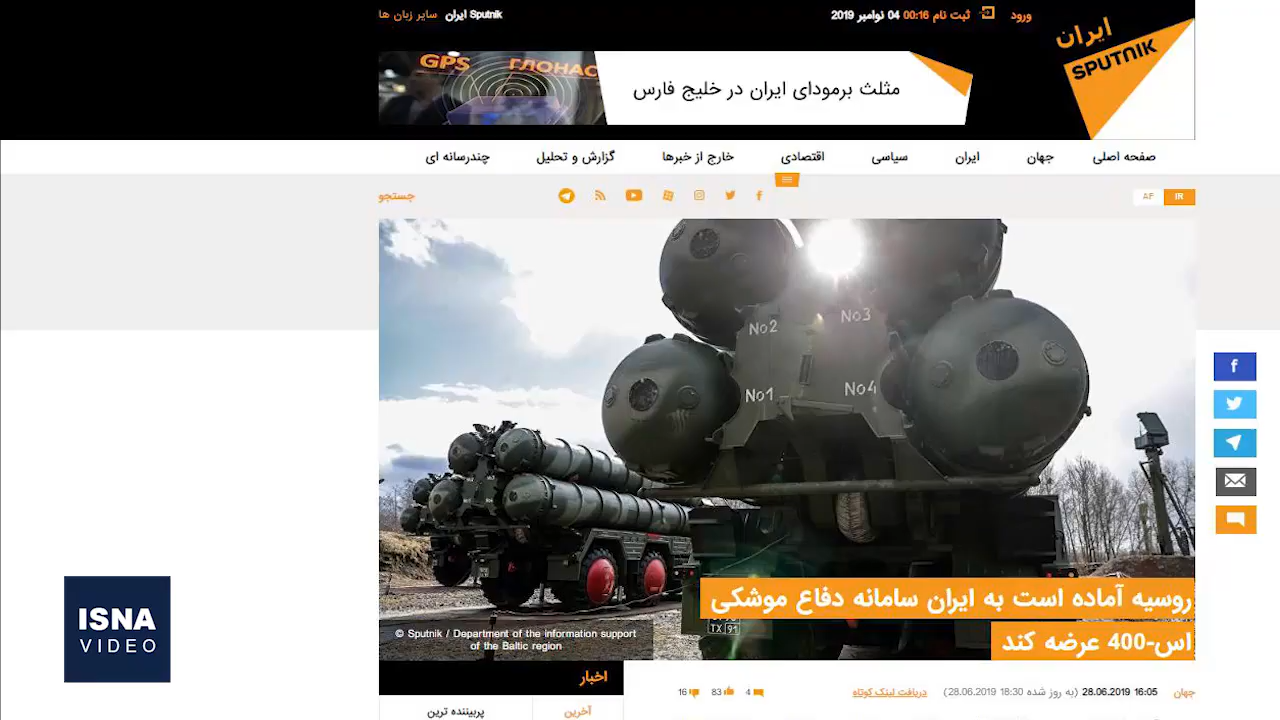 ورود ثبت نام 00:16 04 نوامبر 2019
Sputnik ایران سایر زبان ها
ایران
SPUTNIK
GPS ГЛОНАС
مثلث برمودای ایران در خلیج فارس
صفحه اصلی جهان ایران سیاسی اقتصادی خارج از خبرها گزارش و تحلیل چندرسانه ای
IR AF
جستجو
No2 No3
No1 No4
روسیه آماده است به ایران سامانه دفاع موشکی
اس-400 عرضه کند
TX 91
© Sputnik / Department of the information support
of the Baltic region
ISNA
VIDEO
اخبار
جهان 16:05 28.06.2019 (به روز شده 18:30 28.06.2019) دریافت لینک کوتاه
4 83 16
آخرین پربیننده ترین